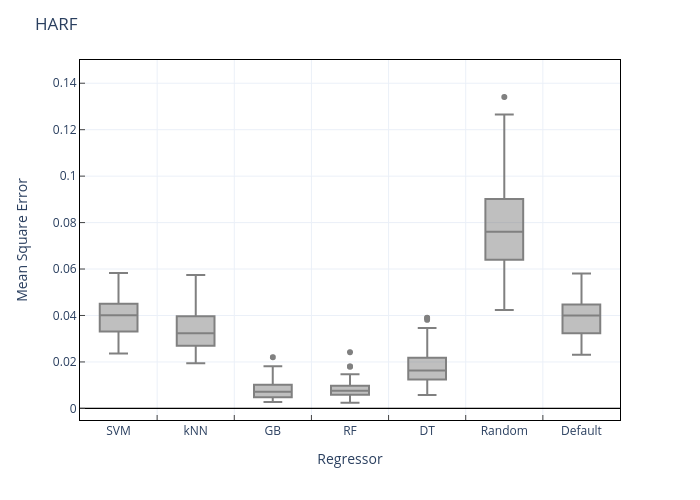 HARF
Mean Square Error
0.14
0.12
0.1
0.08
0.06
0.04
0.02
0
SVM kNN GB RF DT Random Default
Regressor